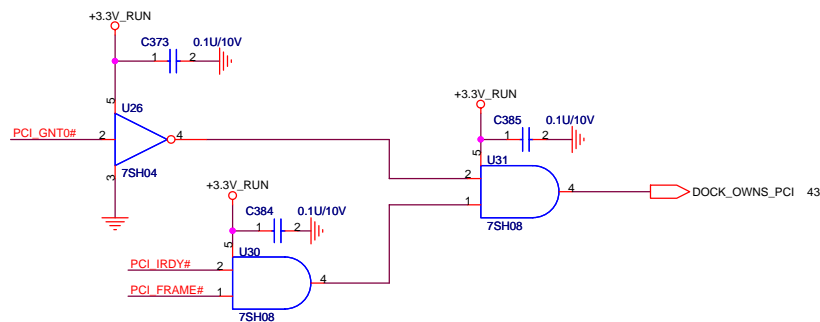 +3.3V_RUN
C373 0.1U/10V
1 2
5
U26
PCI_GNT0# 2 4
7SH04
3
+3.3V_RUN
C385 0.1U/10V
1 2
5
U31
2
4 DOCK_OWNS_PCI 43
1
7SH08
+3.3V_RUN
C384 0.1U/10V
1 2
5
U30
PCI_IRDY# 2
4
PCI_FRAME# 1
7SH08